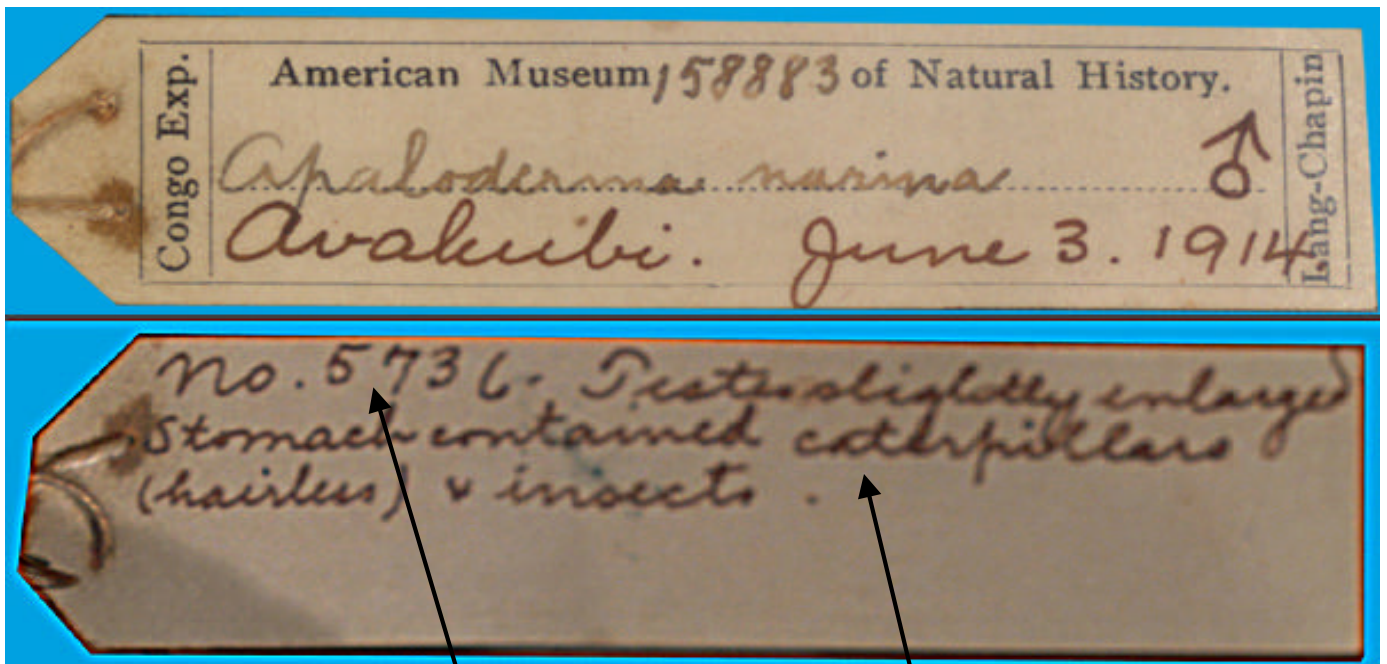 Congo Exp.
American Museum 158883 of Natural History.
Apaloderma narina ♂
Avakubi. June 3. 1914
Lang-Chapin
No. 5736. Testes slightly enlarged
Stomach contained caterpillars
(hairless) & insects.